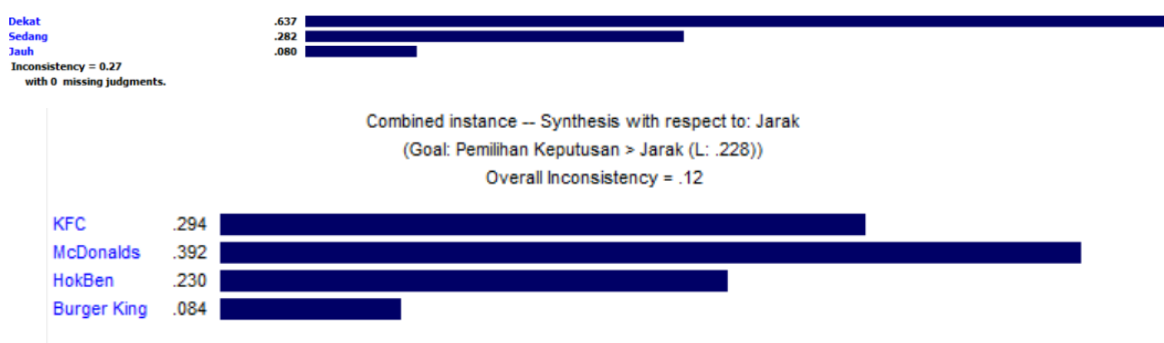 Dekat .637
Sedang .282
Jauh .080
Inconsistency = 0.27
with 0 missing judgments.
Combined instance -- Synthesis with respect to: Jarak
(Goal: Pemilihan Keputusan > Jarak (L: .228))
Overall Inconsistency = .12
KFC .294
McDonalds .392
HokBen .230
Burger King .084